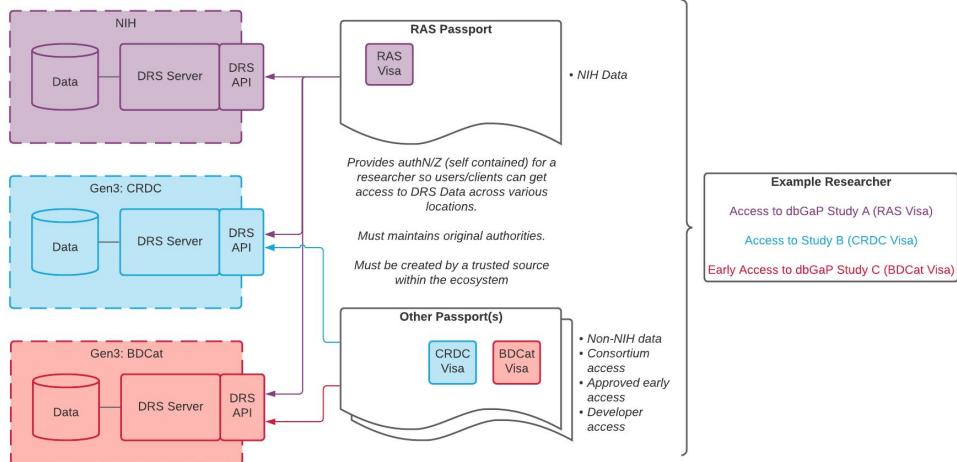 NIH
Data
DRS Server
DRS
API
Gen3: CRDC
Data
DRS Server
DRS
API
Gen3: BDCat
Data
DRS Server
DRS
API
RAS Passport
RAS
Visa
• NIH Data
Provides authN/Z (self contained) for a
researcher so users/clients can get
access to DRS Data across various
locations.
Must maintains original authorities.
Must be created by a trusted source
within the ecosystem
Other Passport(s)
CRDC
Visa
BDCat
Visa
• Non-NIH data
• Consortium
access
• Approved early
access
• Developer
access
Example Researcher
Access to dbGaP Study A (RAS Visa)
Access to Study B (CRDC Visa)
Early Access to dbGaP Study C (BDCat Visa)